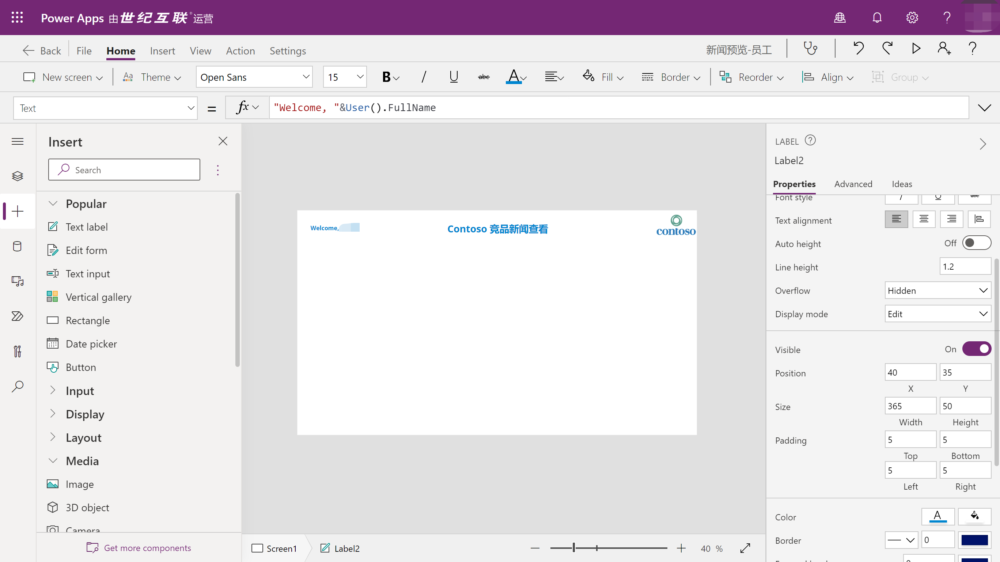 Power Apps 由世纪互联®运营
Back File Home Insert View Action Settings 新闻预览-员工
New screen Aa Theme Open Sans 15 B / U abc A Fill Border Reorder Align Group
Text = fx "Welcome, "&User().FullName
Insert
Search
Popular
Text label
Edit form
Text input
Vertical gallery
Rectangle
Date picker
Button
Input
Display
Layout
Media
Image
3D object
Camera
Get more components
Welcome, Contoso 竞品新闻查看 contoso
Screen1 Label2 40 %
LABEL
Label2
Properties Advanced Ideas
Font style / U abc
Text alignment
Auto height Off
Line height 1.2
Overflow Hidden
Display mode Edit
Visible On
Position 40 35
X Y
Size 365 50
Width Height
Padding 5 5
Top Bottom
5 5
Left Right
Color A
Border 0